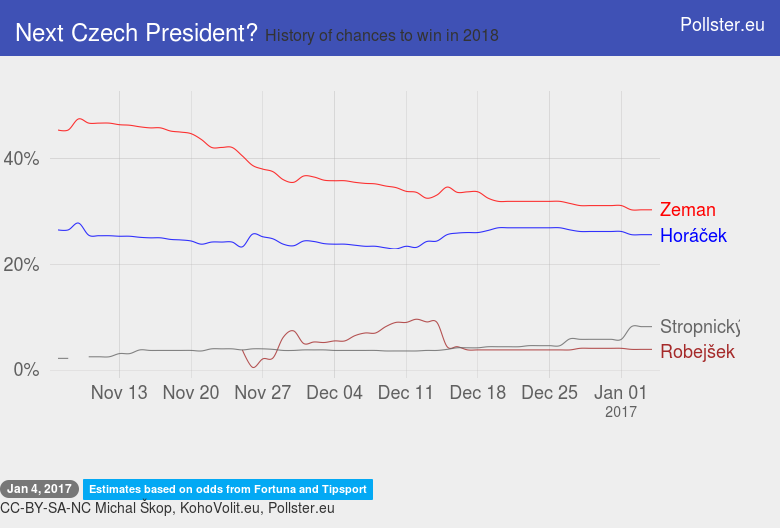 Next Czech President? History of chances to win in 2018
Pollster.eu
40%
20%
0%
Zeman
Horáček
Stropnický
Robejšek
Nov 13 Nov 20 Nov 27 Dec 04 Dec 11 Dec 18 Dec 25 Jan 01
2017
Jan 4, 2017 Estimates based on odds from Fortuna and Tipsport
CC-BY-SA-NC Michal Škop, KohoVolit.eu, Pollster.eu